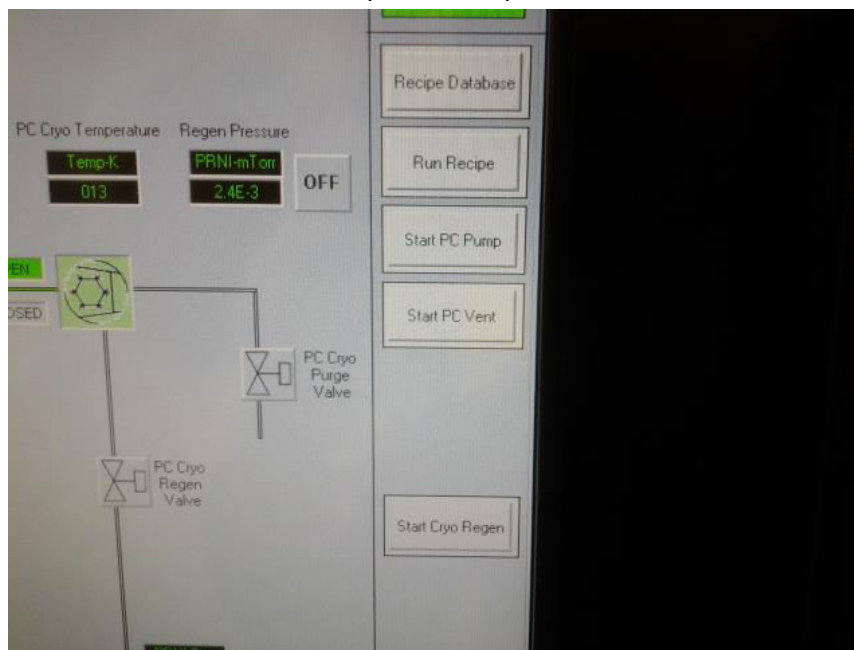 Recipe Database
PC Cryo Temperature
Regen Pressure
Temp-K
PRNI-mTorr
Run Recipe
013
2.4E-3
OFF
Start PC Pump
Start PC Vent
OSED
PC Cryo
Purge
Valve
PC Cryo
Regen
Valve
Start Cryo Regen